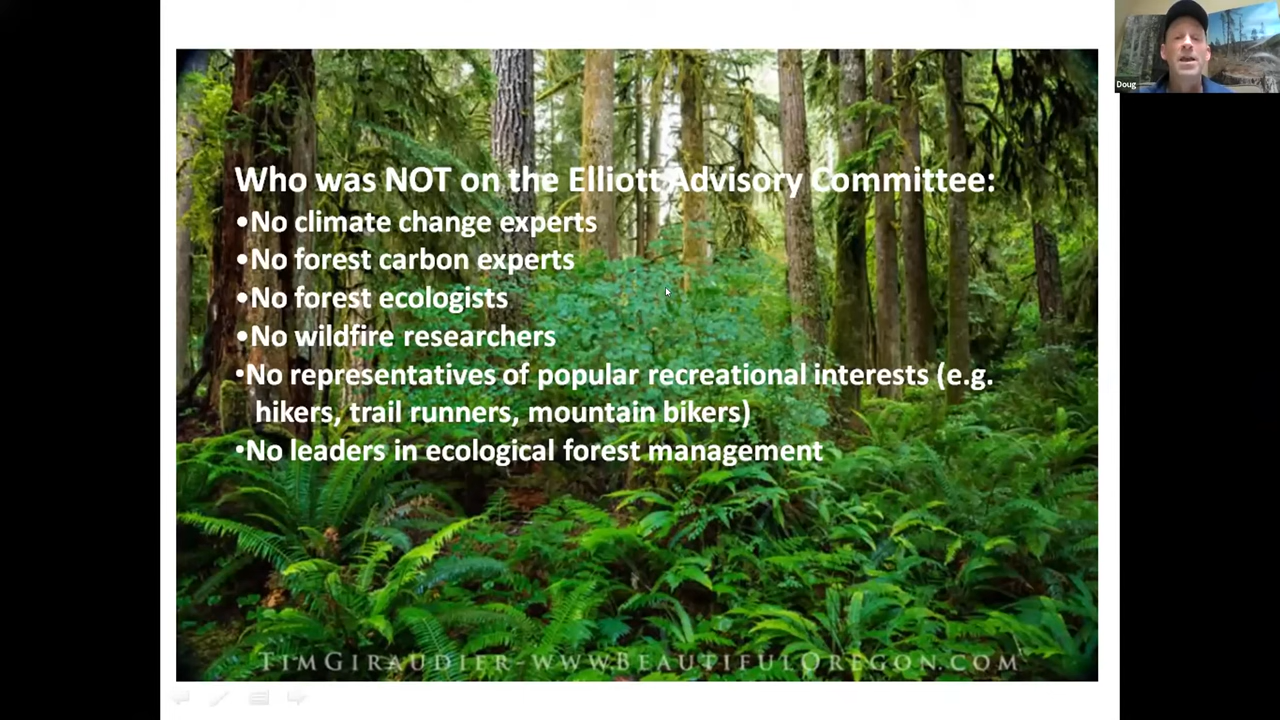 Doug
Who was NOT on the Elliott Advisory Committee:
•No climate change experts
•No forest carbon experts
•No forest ecologists
•No wildfire researchers
•No representatives of popular recreational interests (e.g.
hikers, trail runners, mountain bikers)
•No leaders in ecological forest management
TIMGIRAUDIER-WWW.BEAUTIFULOREGON.COM